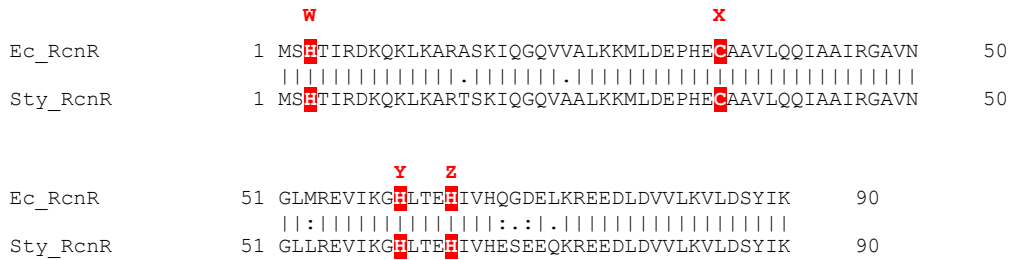 W X
Ec_RcnR 1 MSHTIRDKQKLKARASKIQGQVVALKKMLDEPHECAAVLQQIAAIRGAVN 50
||||||||||||||.|||||||.|||||||||||||||||||||||||||
Sty_RcnR 1 MSHTIRDKQKLKARTSKIQGQVAALKKMLDEPHECAAVLQQIAAIRGAVN 50
Y Z
Ec_RcnR 51 GLMREVIKGHLTEHIVHQGDELKREEDLDVVLKVLDSYIK 90
||:||||||||||||||:.:|.||||||||||||||||||
Sty_RcnR 51 GLLREVIKGHLTEHIVHESEEQKREEDLDVVLKVLDSYIK 90